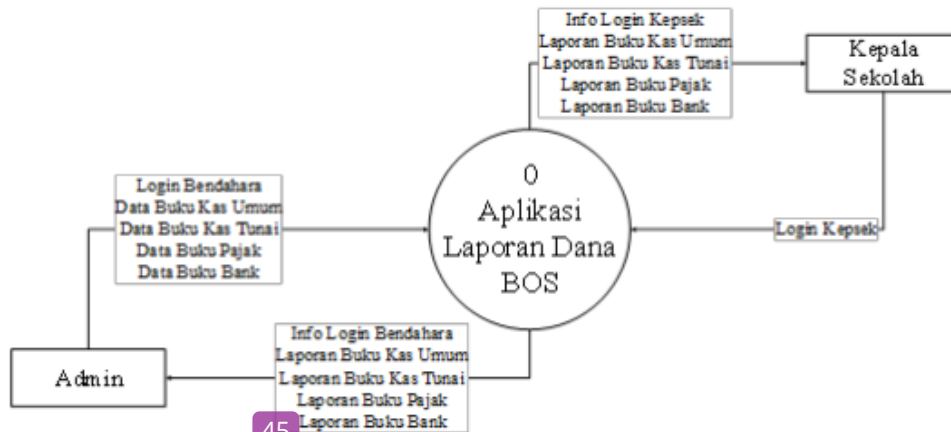 Info Login Kepsek
Laporan Buku Kas Umum
Laporan Buku Kas Tunai
Laporan Buku Pajak
Laporan Buku Bank
Kepala
Sekolah
0
Aplikasi
Laporan Dana
BOS
Login Bendahara
Data Buku Kas Umum
Data Buku Kas Tunai
Data Buku Pajak
Data Buku Bank
Login Kepsek
Info Login Bendahara
Laporan Buku Kas Umum
Laporan Buku Kas Tunai
Laporan Buku Pajak
Laporan Buku Bank
Admin
45